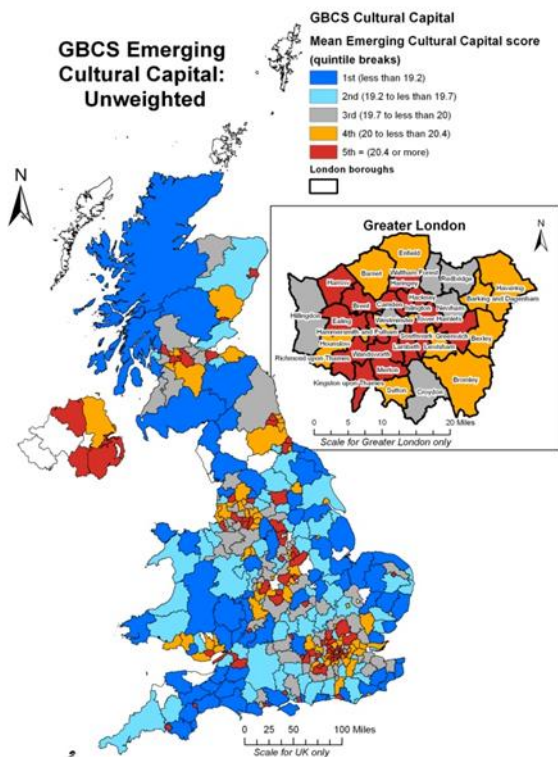 GBCS Emerging
Cultural Capital:
Unweighted
GBCS Cultural Capital
Mean Emerging Cultural Capital score
(quintile breaks)
1st (less than 19.2)
2nd (19.2 to les than 19.7)
3rd (19.7 to less than 20)
4th (20 to less than 20.4)
5th = (20.4 or more)
London boroughs
N
N
Greater London
Enfield
Barnet
Waltham Forest
Redbridge
Harrow
Haringey
Havering
Hackney
Barking and Dagenham
Brent
Camden
Islington
Newham
Hillingdon
Ealing
Westminster
Tower Hamlets
Hammersmith and Fulham
Southwark
Greenwich
Hounslow
Lambeth
Lewisham
Bexley
Richmond upon Thames
Wandsworth
Merton
Kingston upon Thames
Bromley
Sutton
Croydon
0 5 10 20 Miles
Scale for Greater London only
0 25 50 100 Miles
Scale for UK only